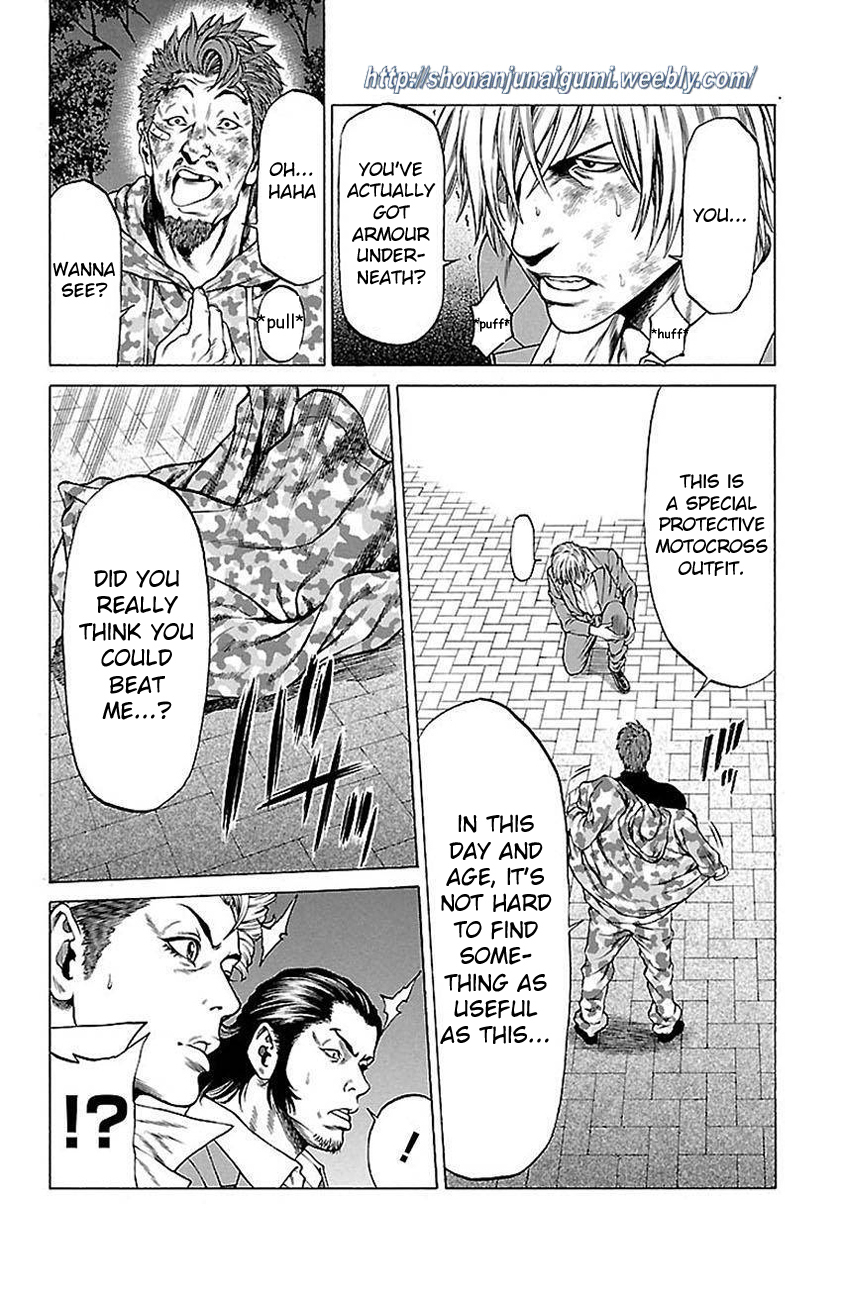 http://shonanjunaigumi.weebly.com/
YOU...
*huff*
*puff*
YOU'VE
ACTUALLY
GOT
ARMOUR
UNDER-
NEATH?
OH...
HAHA
*pull*
WANNA
SEE?
THIS IS
A SPECIAL
PROTECTIVE
MOTOCROSS
OUTFIT.
...
IN THIS
DAY AND
AGE, IT'S
NOT HARD
TO FIND
SOME-
THING AS
USEFUL
AS THIS...
DID YOU
REALLY
THINK YOU
COULD
BEAT
ME...?
バサ
!
!?